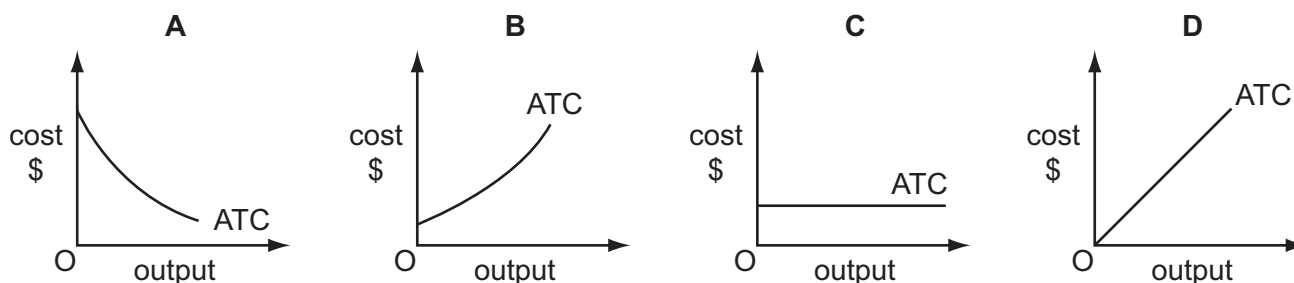 A
cost
$
ATC
O
output
B
cost
$
ATC
O
output
C
cost
$
ATC
O
output
D
cost
$
ATC
O
output